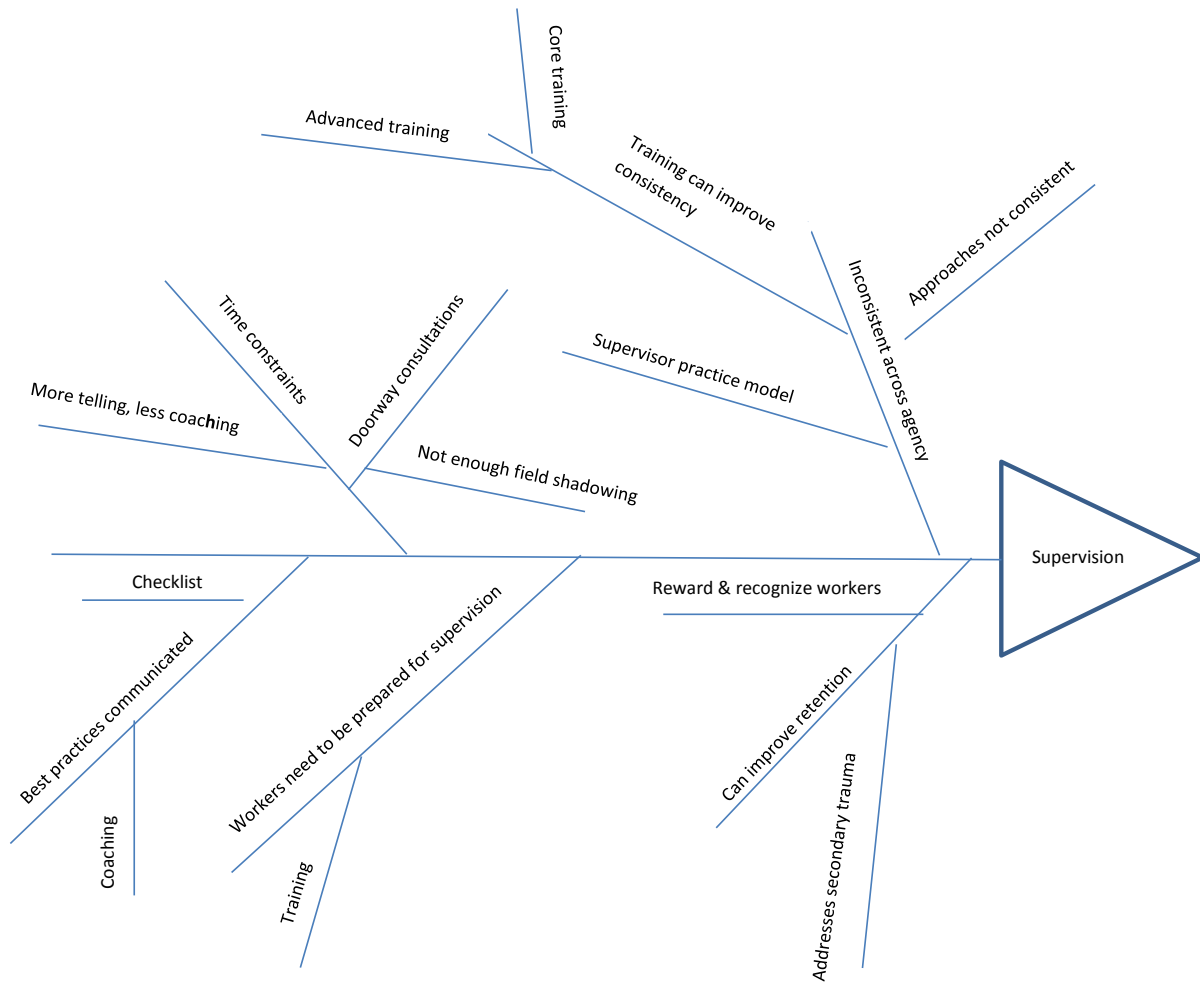 Core training
Advanced training
Training can improve
consistency
Approaches not consistent
Inconsistent across agency
Time constraints
Doorway consultations
Supervisor practice model
More telling, less coaching
Not enough field shadowing
Supervision
Checklist
Reward & recognize workers
Best practices communicated
Workers need to be prepared for supervision
Can improve retention
Coaching
Training
Addresses secondary trauma